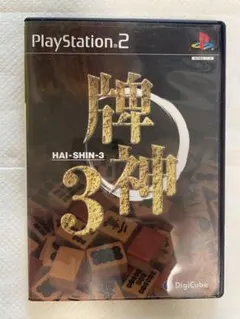 PlayStation 2
牌
HAI-SHIN-3
神
3
DigiCube